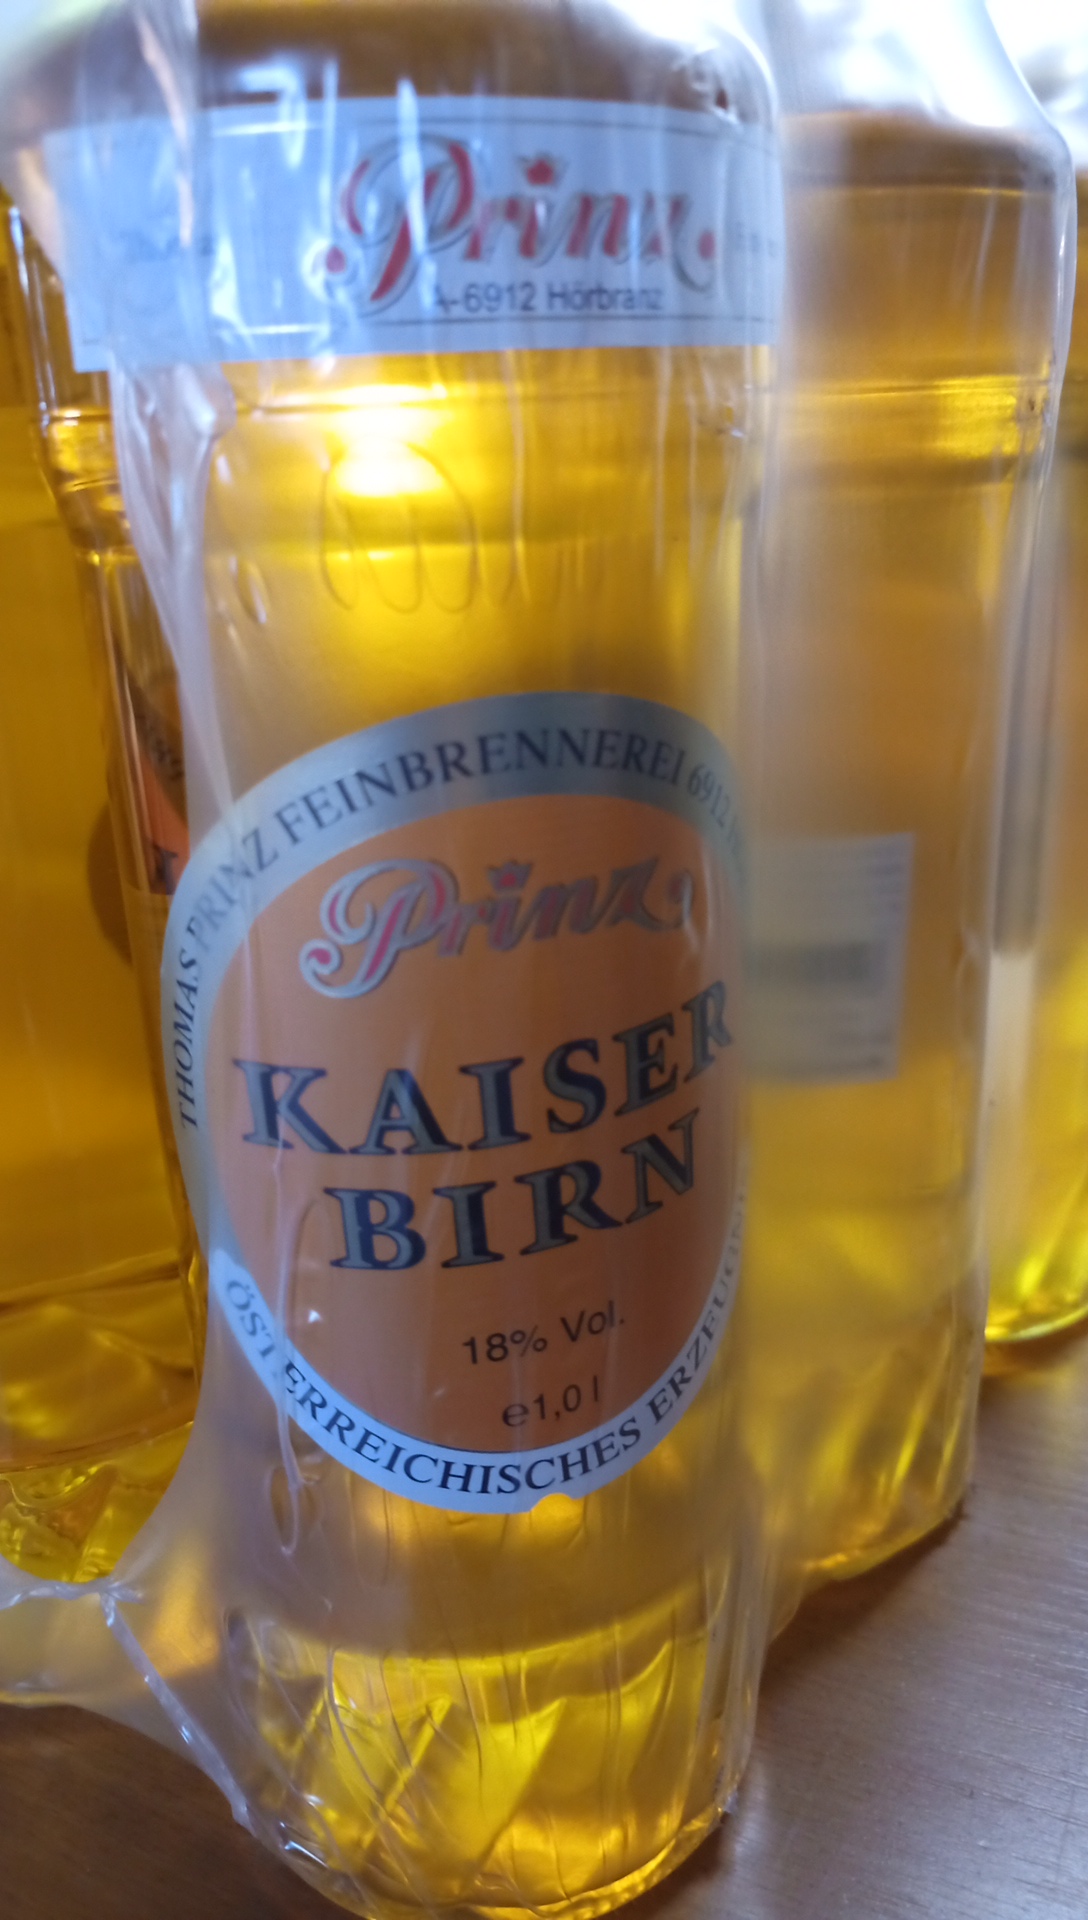 Prinz
A-6912 Hörbranz
THOMAS PRINZ FEINBRENNEREI 6912
Prinz
KAISER
BIRN
18% Vol.
e1,0 l
ÖSTERREICHISCHES